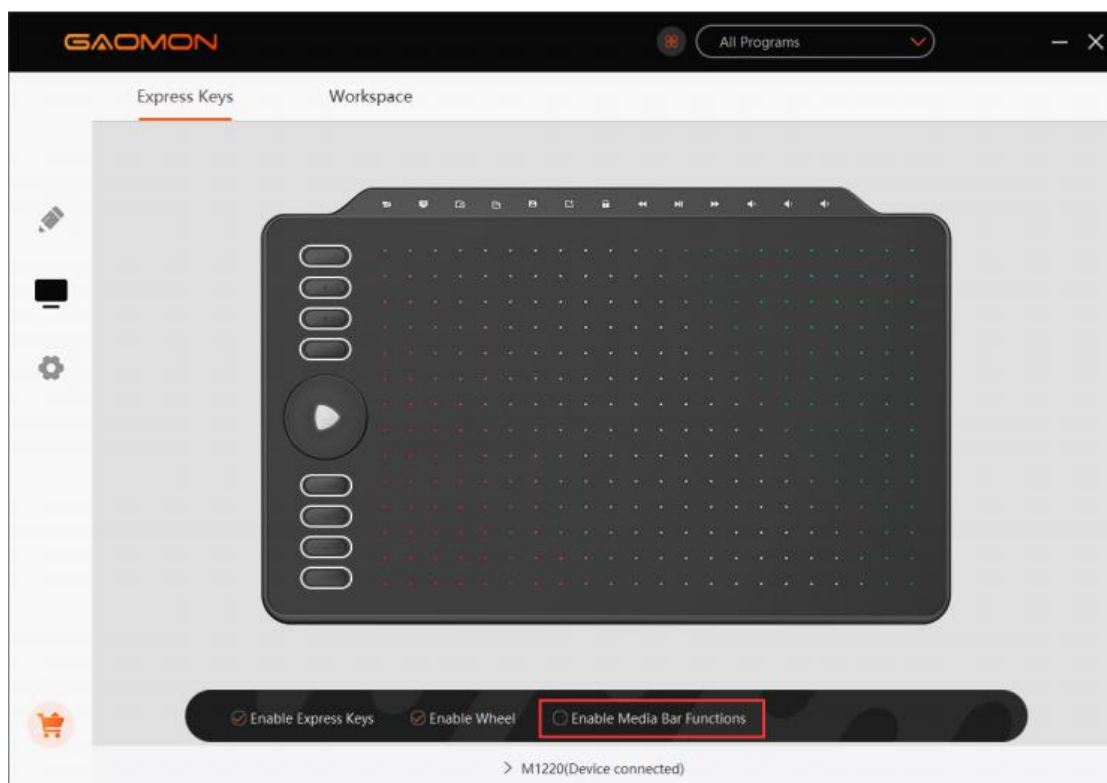 GAOMON
All Programs
Express Keys Workspace
Enable Express Keys Enable Wheel Enable Media Bar Functions
M1220(Device connected)